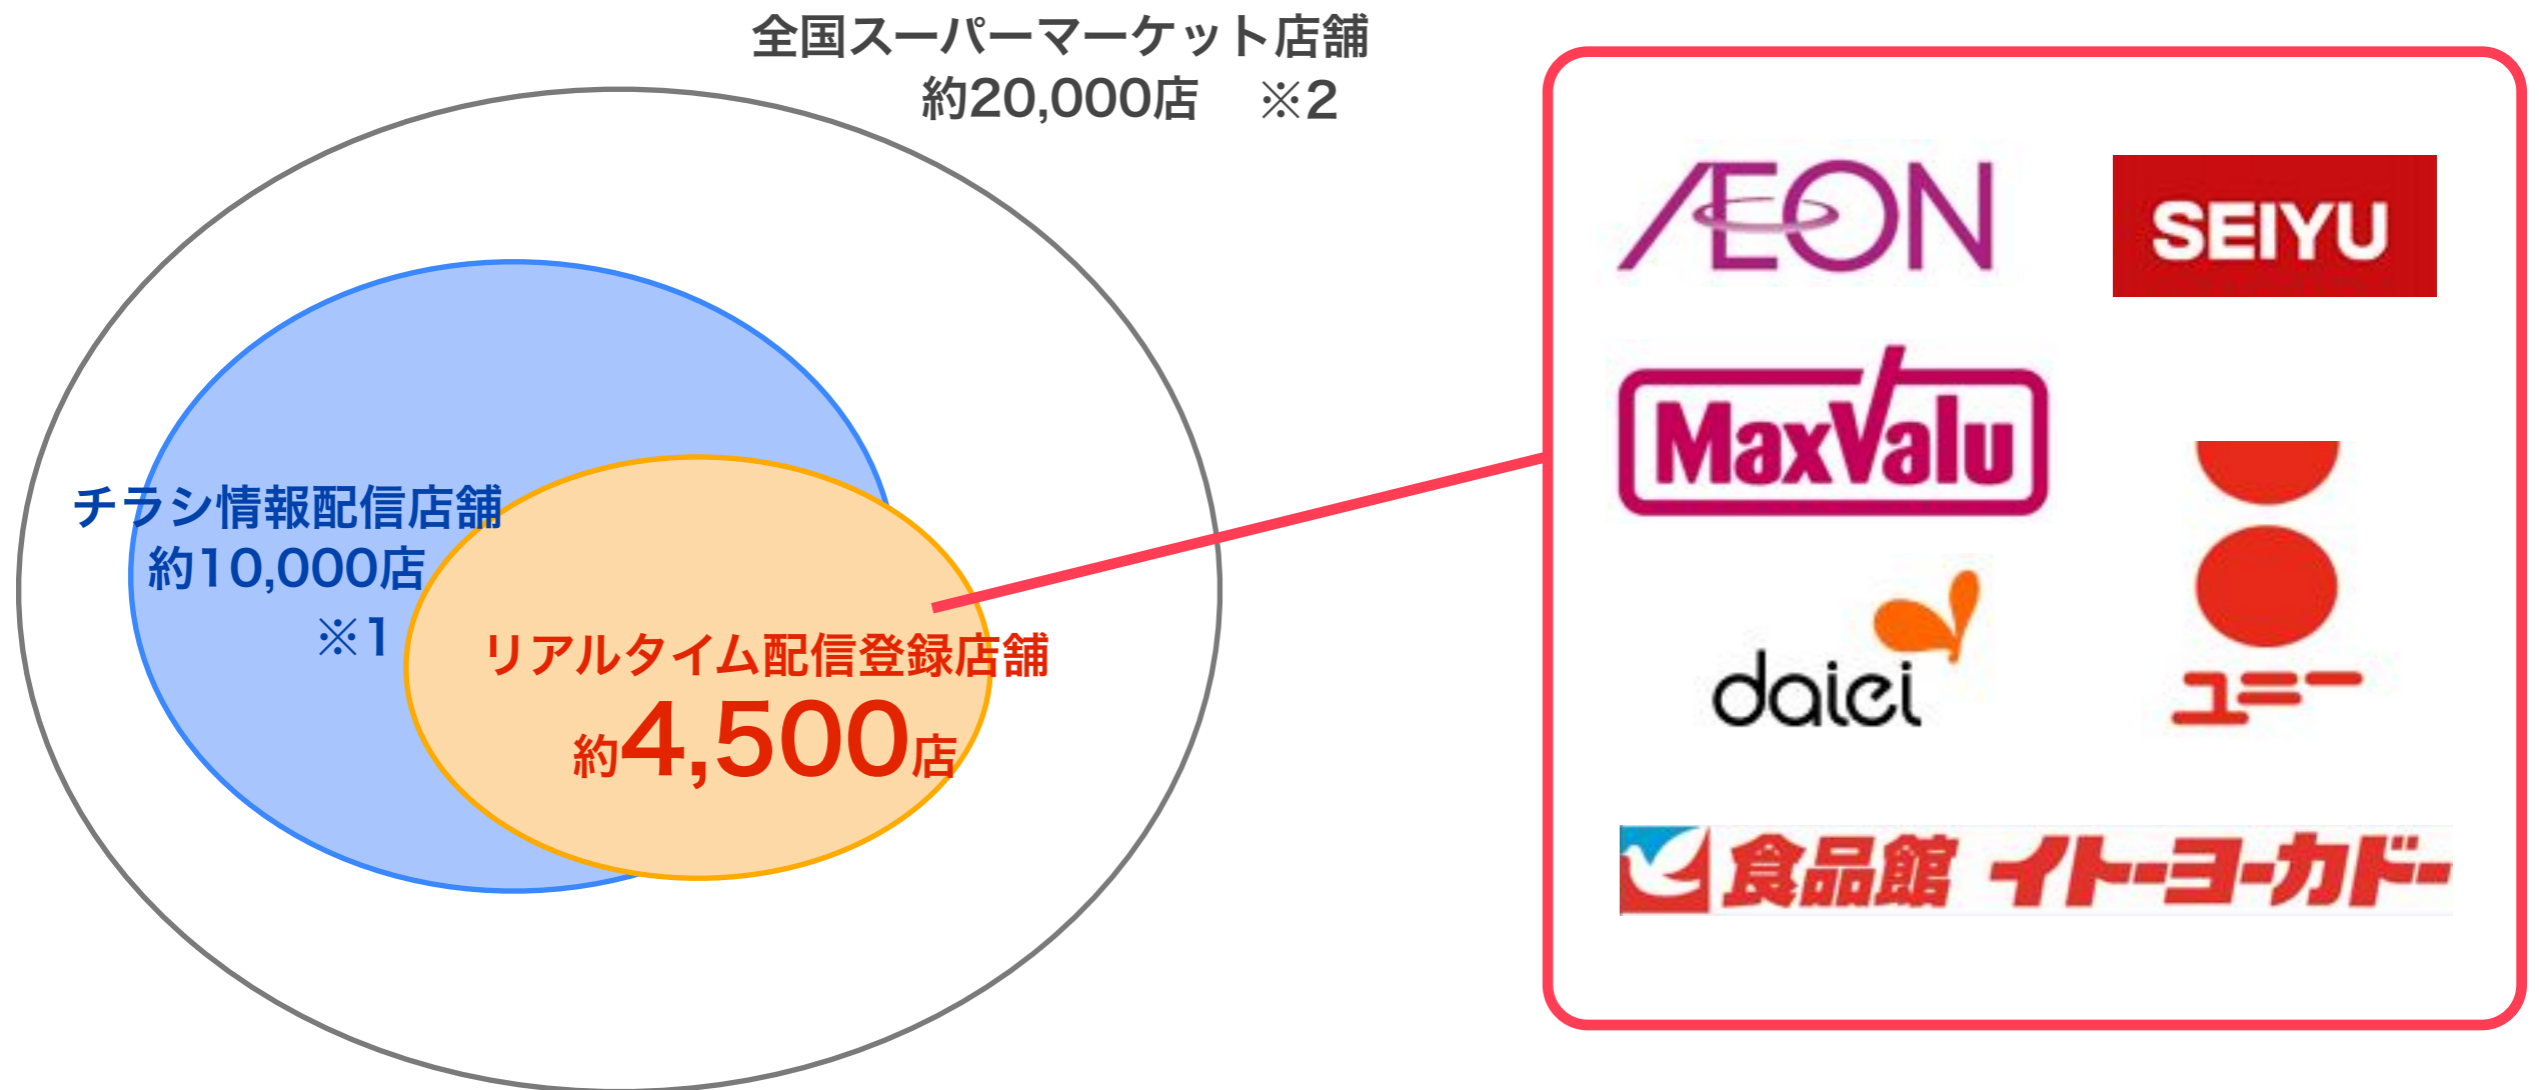 全国スーパーマーケット店舗
約20,000店 ※2
チラシ情報配信店舗
約10,000店
※1
リアルタイム配信登録店舗
約4,500店
ÆON
SEIYU
MaxValu
daiei
ユニー
食品館 イトーヨーカドー